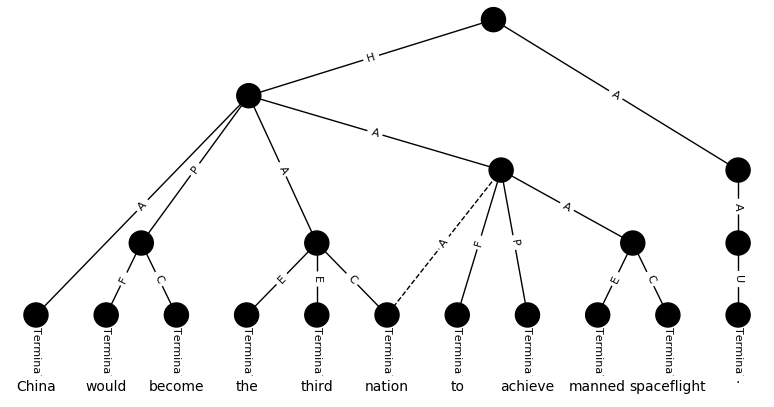 H
A
A
P
A
A
A
F
P
A
A
F
C
E
E
C
E
C
U
Termina Termina Termina Termina Termina Termina Termina Termina Termina Termina Termina
China would become the third nation to achieve manned spaceflight .